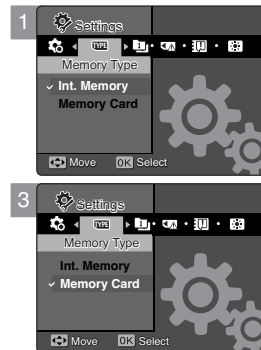 1
Settings
TYPE
Memory Type
Int. Memory
Memory Card
Move OK Select
3
Settings
TYPE
Memory Type
Int. Memory
Memory Card
Move OK Select